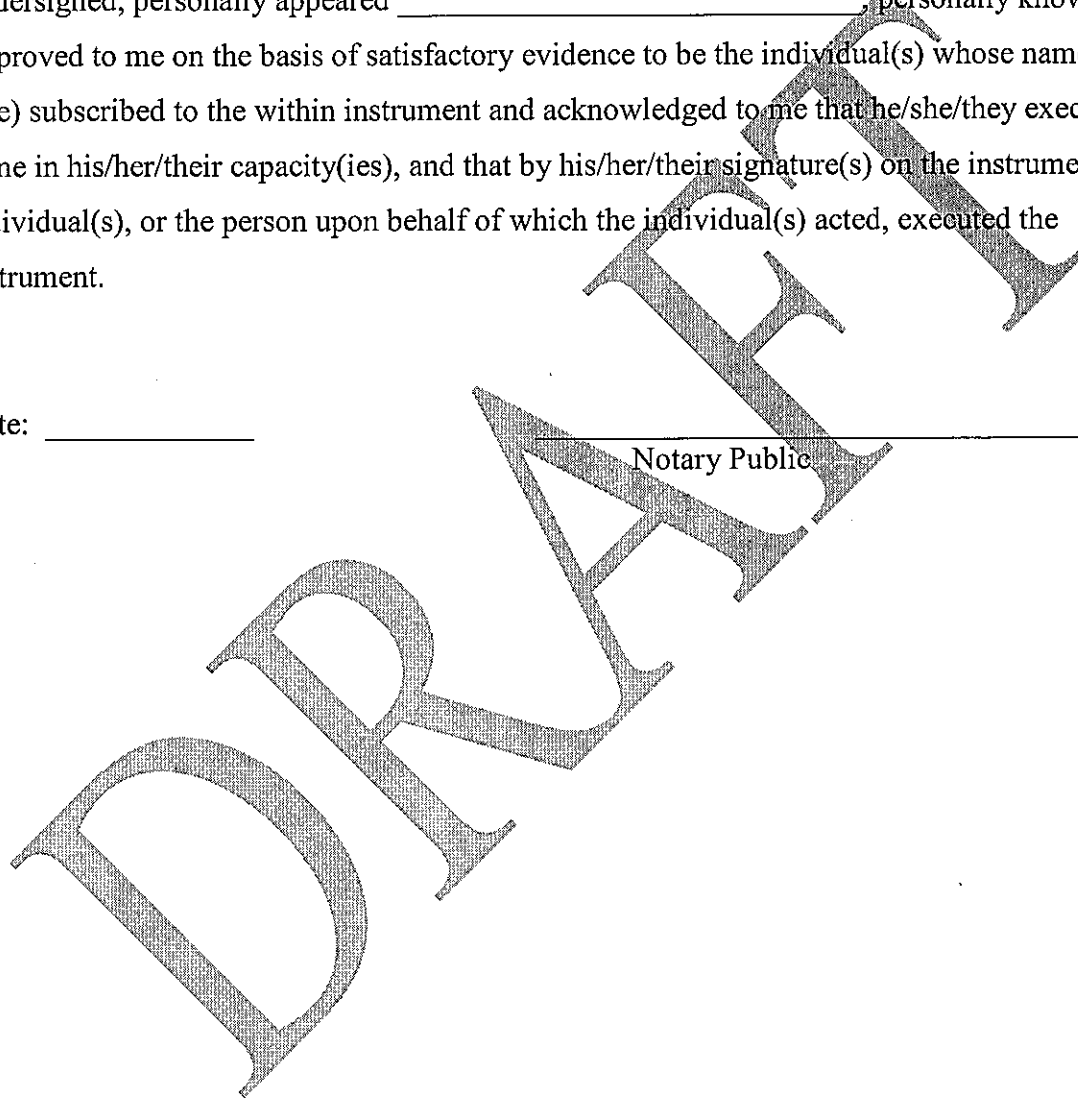 dersigned, personally appeared ______________________________, personally know
proved to me on the basis of satisfactory evidence to be the individual(s) whose nam
e) subscribed to the within instrument and acknowledged to me that he/she/they exec
me in his/her/their capacity(ies), and that by his/her/their signature(s) on the instrume
ividual(s), or the person upon behalf of which the individual(s) acted, executed the
trument.
te: ______________
Notary Public
DRAFT